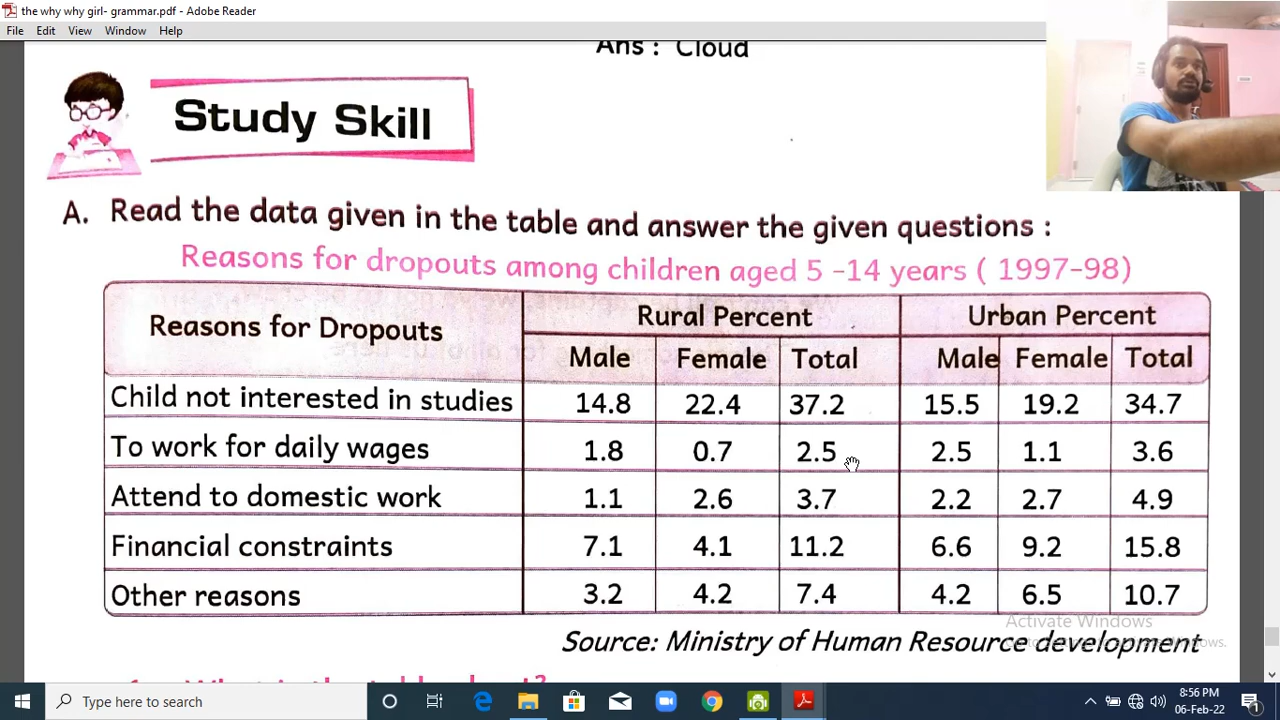 the why why girl- grammar.pdf - Adobe Reader
File Edit View Window Help
Ans : Cloud
Study Skill
A. Read the data given in the table and answer the given questions :
Reasons for dropouts among children aged 5 -14 years ( 1997-98)
Reasons for Dropouts Rural Percent Urban Percent
Male Female Total Male Female Total
Child not interested in studies 14.8 22.4 37.2 15.5 19.2 34.7
To work for daily wages 1.8 0.7 2.5 2.5 1.1 3.6
Attend to domestic work 1.1 2.6 3.7 2.2 2.7 4.9
Financial constraints 7.1 4.1 11.2 6.6 9.2 15.8
Other reasons 3.2 4.2 7.4 4.2 6.5 10.7
Activate Windows
Source: Ministry of Human Resource development
Type here to search
8:56 PM
06-Feb-22